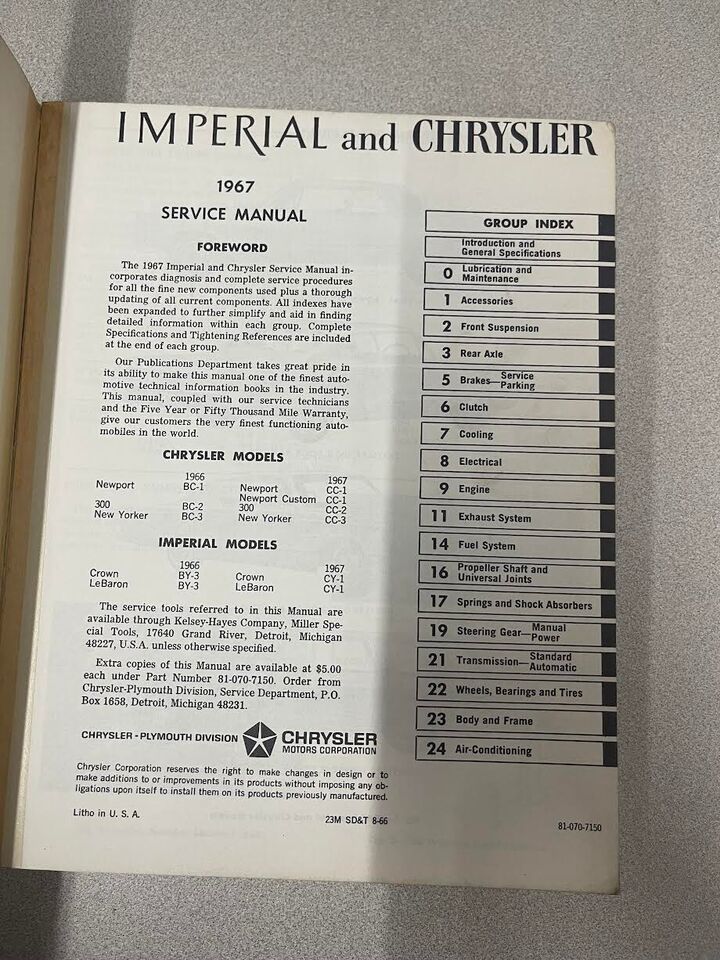 IMPERIAL and CHRYSLER
1967
SERVICE MANUAL
FOREWORD
The 1967 Imperial and Chrysler Service Manual in-
corporates diagnosis and complete service procedures
for all the fine new components used plus a thorough
updating of all current components. All indexes have
been expanded to further simplify and aid in finding
detailed information within each group. Complete
Specifications and Tightening References are included
at the end of each group.
Our Publications Department takes great pride in
its ability to make this manual one of the finest auto-
motive technical information books in the industry.
This manual, coupled with our service technicians
and the Five Year or Fifty Thousand Mile Warranty,
give our customers the very finest functioning auto-
mobiles in the world.
CHRYSLER MODELS
1966 1967
Newport BC-1 Newport CC-1
Newport Custom CC-1
300 BC-2 300 CC-2
New Yorker BC-3 New Yorker CC-3
IMPERIAL MODELS
1966 1967
Crown BY-3 Crown CY-1
LeBaron BY-3 LeBaron CY-1
The service tools referred to in this Manual are
available through Kelsey-Hayes Company, Miller Spe-
cial Tools, 17640 Grand River, Detroit, Michigan
48227, U.S.A. unless otherwise specified.
Extra copies of this Manual are available at $5.00
each under Part Number 81-070-7150. Order from
Chrysler-Plymouth Division, Service Department, P.O.
Box 1658, Detroit, Michigan 48231.
CHRYSLER-PLYMOUTH DIVISION CHRYSLER
MOTORS CORPORATION
Chrysler Corporation reserves the right to make changes in design or to
make additions to or improvements in its products without imposing any ob-
ligations upon itself to install them on its products previously manufactured.
Litho in U. S. A. 23M SD&T 8-66
GROUP INDEX
Introduction and
General Specifications
0 Lubrication and
Maintenance
1 Accessories
2 Front Suspension
3 Rear Axle
5 Brakes—Service
Parking
6 Clutch
7 Cooling
8 Electrical
9 Engine
11 Exhaust System
14 Fuel System
16 Propeller Shaft and
Universal Joints
17 Springs and Shock Absorbers
19 Steering Gear—Manual
Power
21 Transmission—Standard
Automatic
22 Wheels, Bearings and Tires
23 Body and Frame
24 Air-Conditioning
81-070-7150